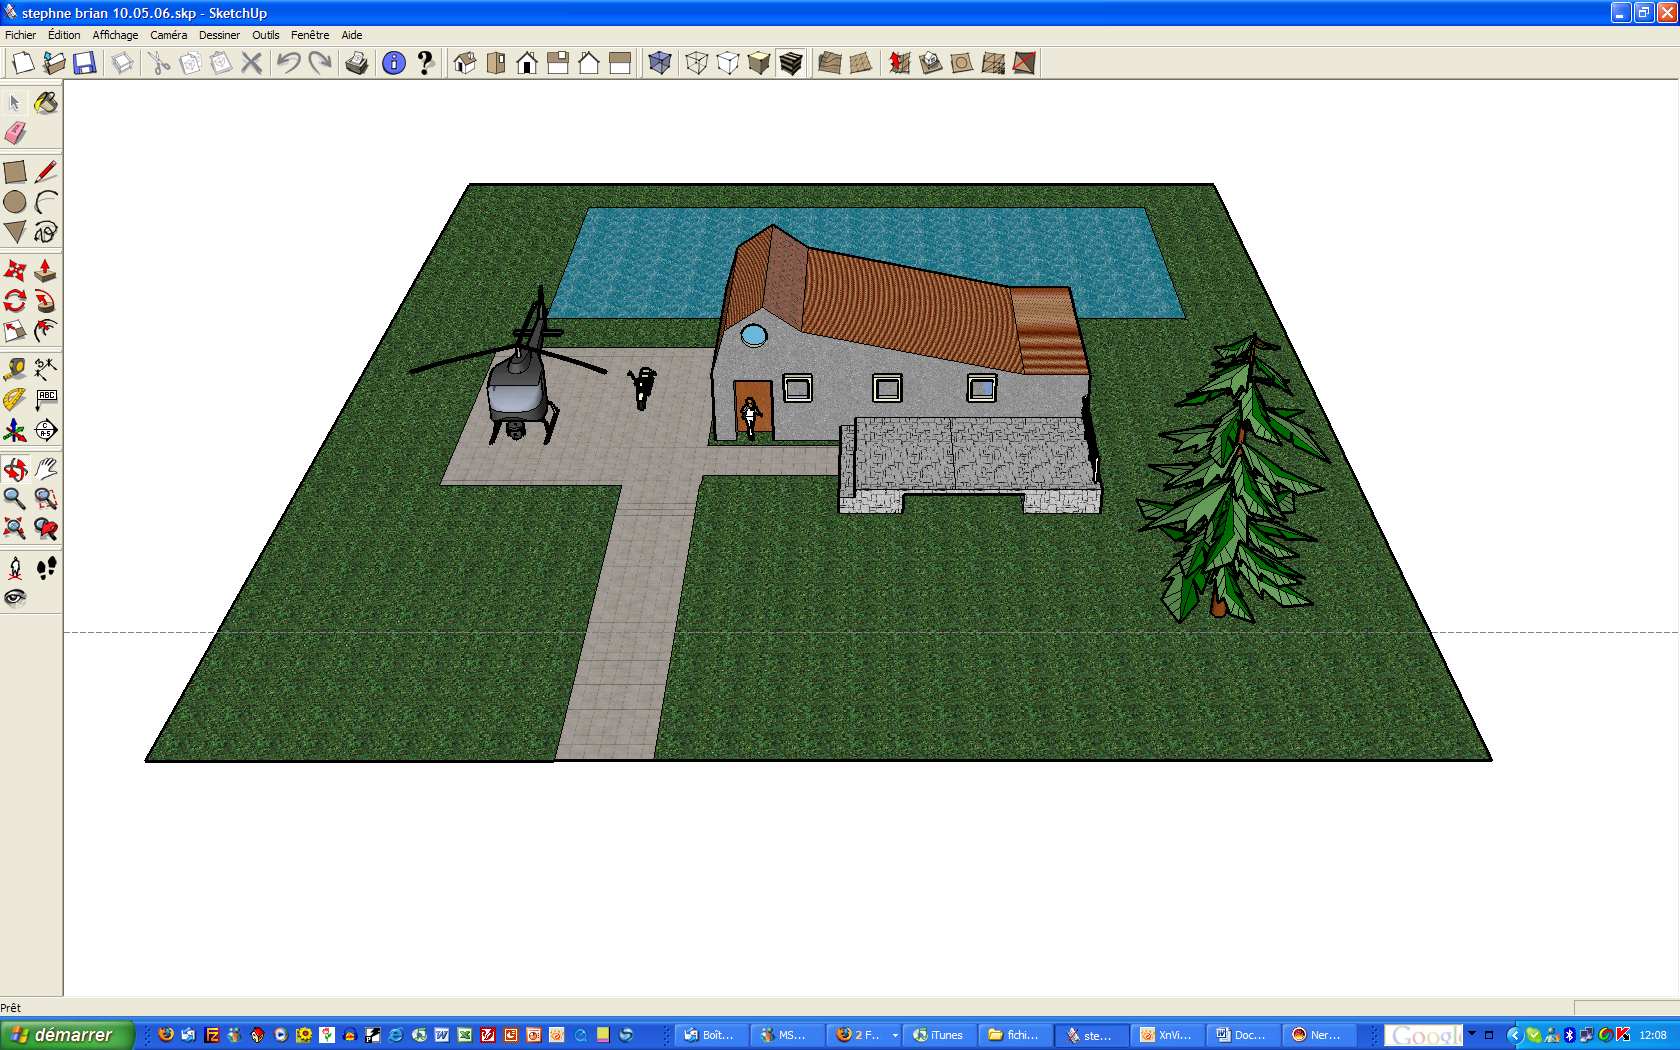 stephne brian 10.05.06.skp - SketchUp
Fichier Édition Affichage Caméra Dessiner Outils Fenêtre Aide
ABC
Prêt
démarrer
Boît... MS... 2 F... iTunes fichi... ste... XnVi... Doc... Ner... Google 12:08